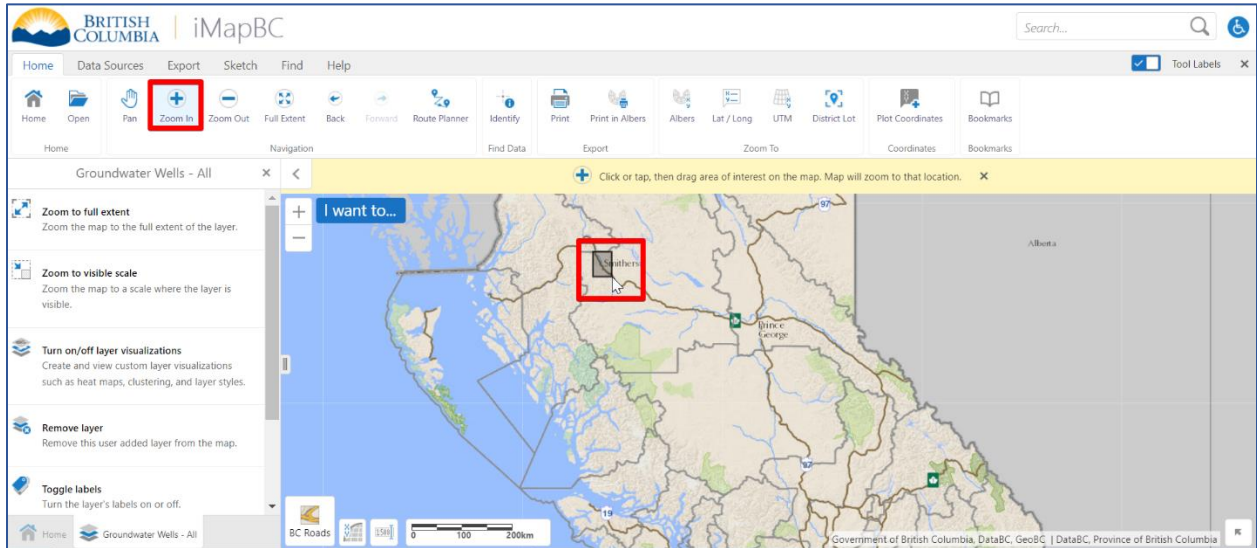 BRITISH
COLUMBIA
iMapBC
Search...
Home Data Sources Export Sketch Find Help
Tool Labels
Home Open Pan Zoom In Zoom Out Full Extent Back Forward Route Planner Identify Print Print in Albers Albers Lat / Long UTM District Lot Plot Coordinates Bookmarks
Home Navigation Find Data Export Zoom To Coordinates Bookmarks
Groundwater Wells - All
Click or tap, then drag area of interest on the map. Map will zoom to that location.
Zoom to full extent
Zoom the map to the full extent of the layer.
Zoom to visible scale
Zoom the map to a scale where the layer is
visible.
Turn on/off layer visualizations
Create and view custom layer visualizations
such as heat maps, clustering, and layer styles.
Remove layer
Remove this user added layer from the map.
Toggle labels
Turn the layer's labels on or off.
Home Groundwater Wells - All
I want to...
97
Alberta
Smithers
Prince
George
97
19
BC Roads
0 100 200km
Government of British Columbia, DataBC, GeoBC | DataBC, Province of British Columbia